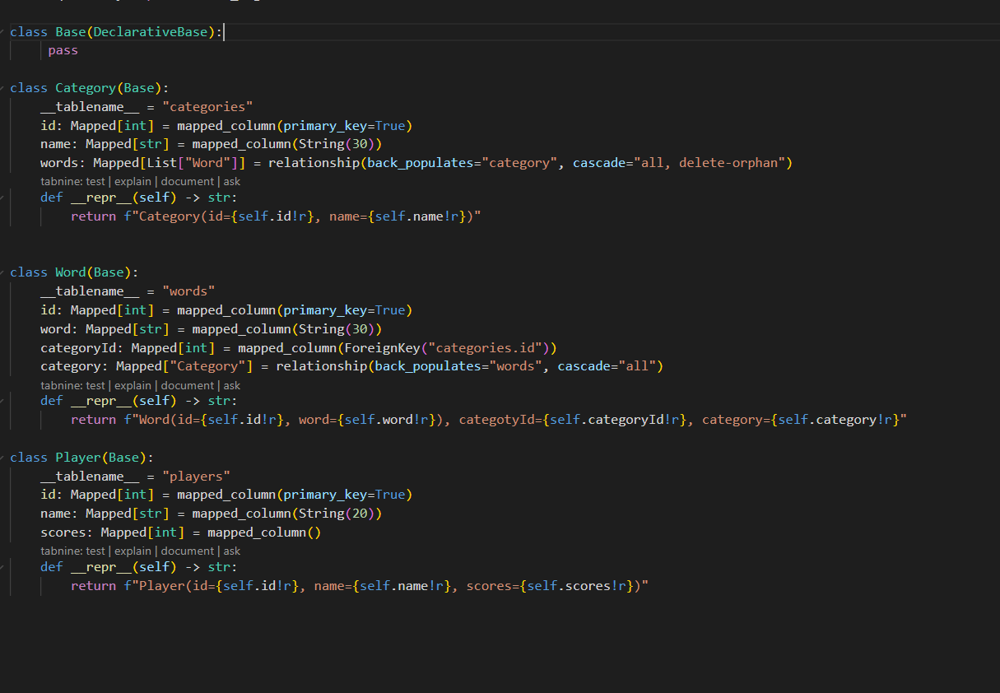 class Base(DeclarativeBase):
pass
class Category(Base):
__tablename__ = "categories"
id: Mapped[int] = mapped_column(primary_key=True)
name: Mapped[str] = mapped_column(String(30))
words: Mapped[List["Word"]] = relationship(back_populates="category", cascade="all, delete-orphan")
tabnine: test | explain | document | ask
def __repr__(self) -> str:
return f"Category(id={self.id!r}, name={self.name!r})"
class Word(Base):
__tablename__ = "words"
id: Mapped[int] = mapped_column(primary_key=True)
word: Mapped[str] = mapped_column(String(30))
categoryId: Mapped[int] = mapped_column(ForeignKey("categories.id"))
category: Mapped["Category"] = relationship(back_populates="words", cascade="all")
tabnine: test | explain | document | ask
def __repr__(self) -> str:
return f"Word(id={self.id!r}, word={self.word!r}), categotyId={self.categoryId!r}, category={self.category!r}"
class Player(Base):
__tablename__ = "players"
id: Mapped[int] = mapped_column(primary_key=True)
name: Mapped[str] = mapped_column(String(20))
scores: Mapped[int] = mapped_column()
tabnine: test | explain | document | ask
def __repr__(self) -> str:
return f"Player(id={self.id!r}, name={self.name!r}, scores={self.scores!r})"